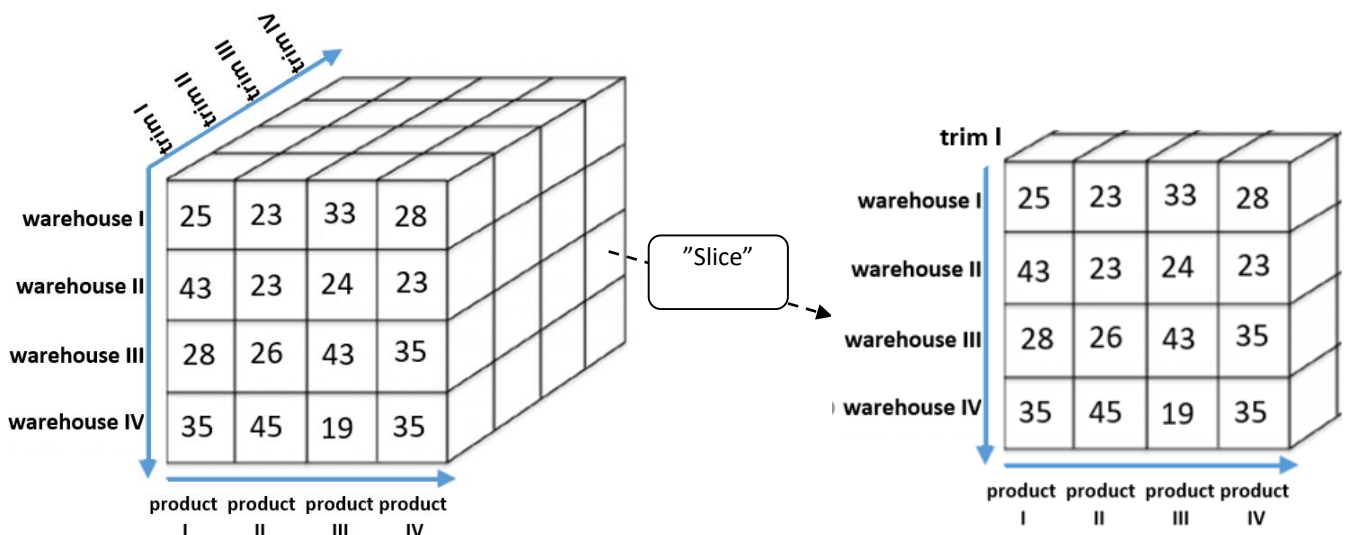 trim I
trim II
trim III
trim IV
warehouse I 25 23 33 28
warehouse II 43 23 24 23
warehouse III 28 26 43 35
warehouse IV 35 45 19 35
product product product product
I II III IV
”Slice”
trim I
warehouse I 25 23 33 28
warehouse II 43 23 24 23
warehouse III 28 26 43 35
) warehouse IV 35 45 19 35
product product product product
I II III IV